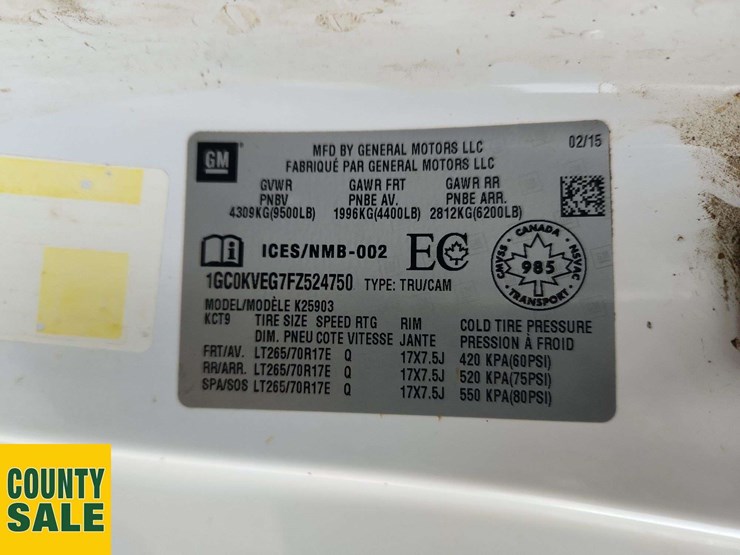 GM
MFD BY GENERAL MOTORS LLC
FABRIQUÉ PAR GENERAL MOTORS LLC
02/15
GVWR GAWR FRT GAWR RR
PNBV PNBE AV. PNBE ARR.
4309KG(9500LB) 1996KG(4400LB) 2812KG(6200LB)
ICES/NMB-002 EC
CANADA
CMVSS 985 NSVAC
TRANSPORT
1GC0KVEG7FZ524750 TYPE: TRU/CAM
MODEL/MODÈLE K25903
KCT9 TIRE SIZE SPEED RTG RIM COLD TIRE PRESSURE
DIM. PNEU COTE VITESSE JANTE PRESSION À FROID
FRT/AV. LT265/70R17E Q 17X7.5J 420 KPA(60PSI)
RR/ARR. LT265/70R17E Q 17X7.5J 520 KPA(75PSI)
SPA/SOS LT265/70R17E Q 17X7.5J 550 KPA(80PSI)
COUNTY
SALE